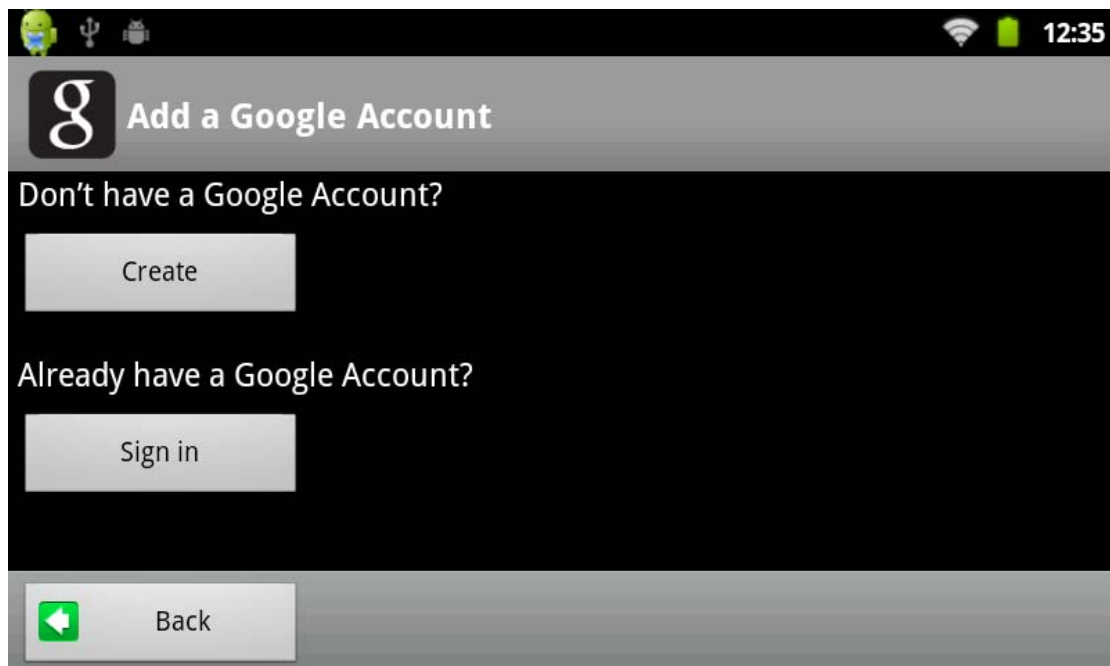 12:35
g Add a Google Account
Don't have a Google Account?
Create
Already have a Google Account?
Sign in
Back